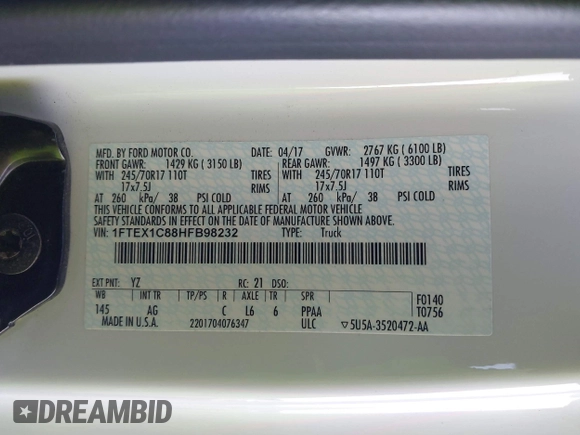 MFD. BY FORD MOTOR CO. 04/17 GVWR: 2767 KG ( 6100 LB)
FRONT GAWR: 1429 KG ( 3150 LB) REAR GAWR: 1497 KG ( 3300 LB)
WITH 245/70R17 110T TIRES WITH 245/70R17 110T TIRES
17x7.5J RIMS 17x7.5J RIMS
AT 260 kPa/ 38 PSI COLD AT 260 kPa/ 38 PSI COLD
THIS VEHICLE CONFORMS TO ALL APPLICABLE FEDERAL MOTOR VEHICLE
SAFETY STANDARDS IN EFFECT ON THE DATE OF MANUFACTURE SHOWN ABOVE.
VIN: 1FTEX1C88HFB98232 TYPE: Truck
EXT PNT: YZ RC: 21 DSO:
WB INT TR TP/PS R AXLE TR SPR F0140
145 AG C L6 6 PPAA T0756
MADE IN U.S.A. 2201704076347 ULC ▽5U5A-3520472-AA
DREAMBID